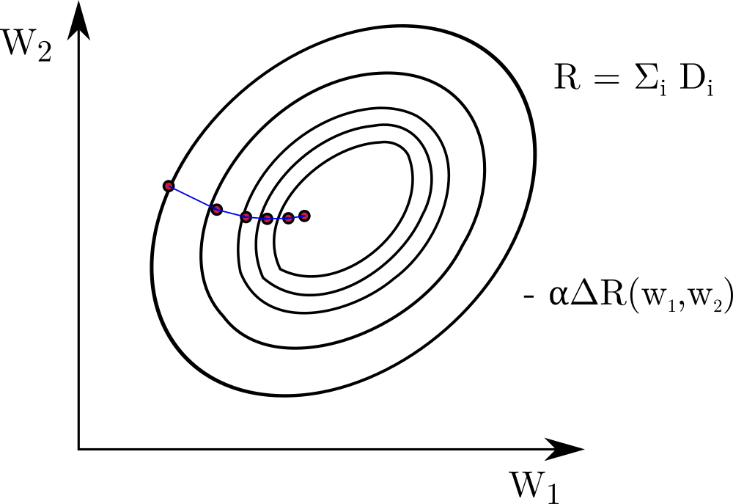 W₂
R = Σᵢ Dᵢ
- αΔR(w₁,w₂)
W₁